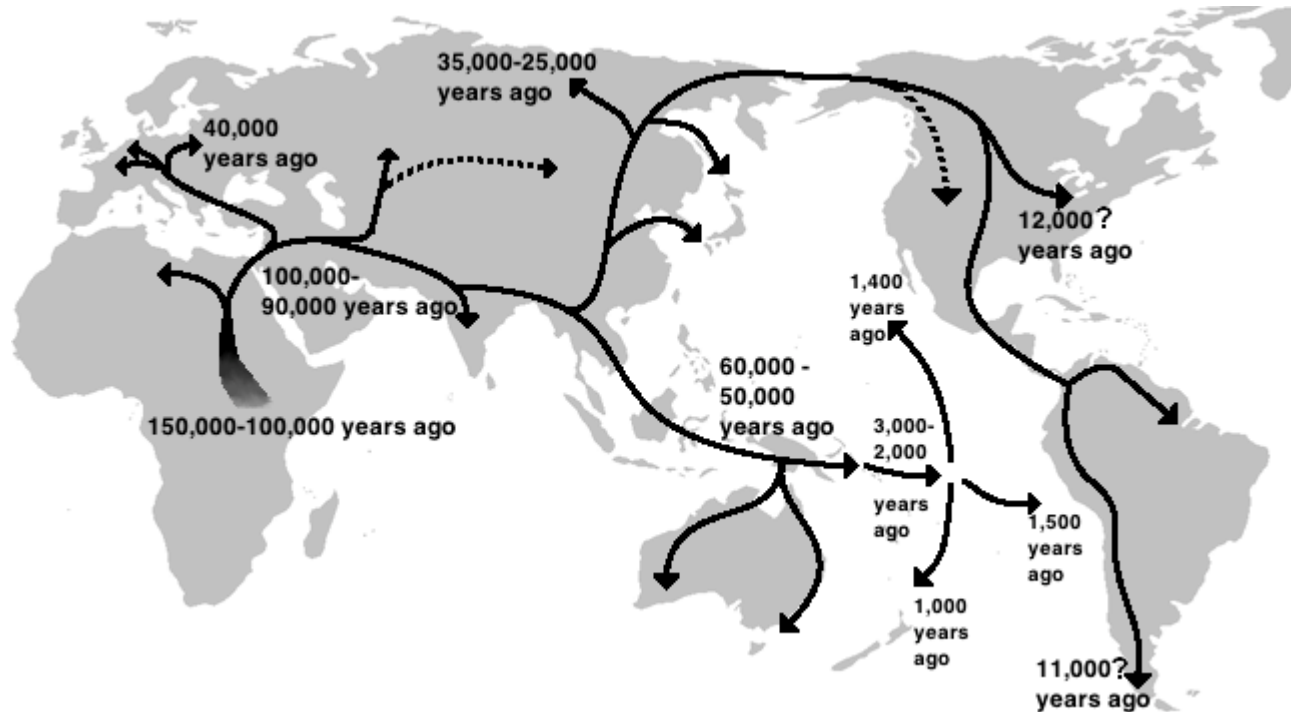 35,000-25,000
years ago
40,000
years ago
12,000?
years ago
100,000-
90,000 years ago
1,400
years
ago
60,000 -
50,000
years ago
150,000-100,000 years ago
3,000-
2,000
years
ago
1,500
years
ago
1,000
years
ago
11,000?
years ago